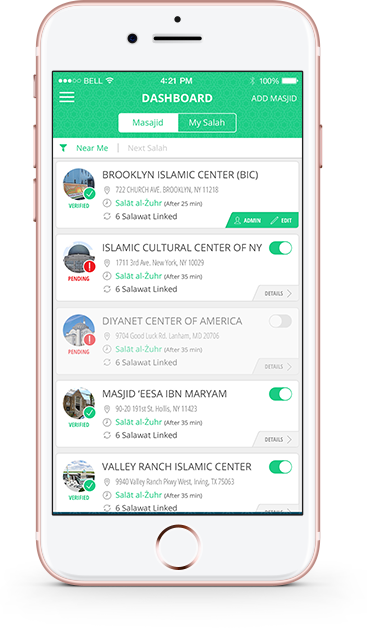 BELL 4:21 PM 100%
DASHBOARD ADD MASJID
Masajid My Salah
Near Me | Next Salah
BROOKLYN ISLAMIC CENTER (BIC)
722 CHURCH AVE. BROOKLYN, NY 11218
Salāt al-Żuhr (After 25 min)
VERIFIED
6 Salawat Linked
ADMIN EDIT
ISLAMIC CULTURAL CENTER OF NY
1711 3rd Ave. New York, NY 10029
Salāt al-Żuhr (After 35 min)
PENDING
6 Salawat Linked
DETAILS
DIYANET CENTER OF AMERICA
9704 Good Luck Rd. Lanham, MD 20706
Salāt al-Żuhr (After 35 min)
PENDING
6 Salawat Linked
DETAILS
MASJID ‘EESA IBN MARYAM
90-20 191st St. Hollis, NY 11423
Salāt al-Żuhr (After 35 min)
VERIFIED
6 Salawat Linked
DETAILS
VALLEY RANCH ISLAMIC CENTER
9940 Valley Ranch Pkwy West, Irving, TX 75063
Salāt al-Żuhr (After 35 min)
VERIFIED
6 Salawat Linked
DETAILS